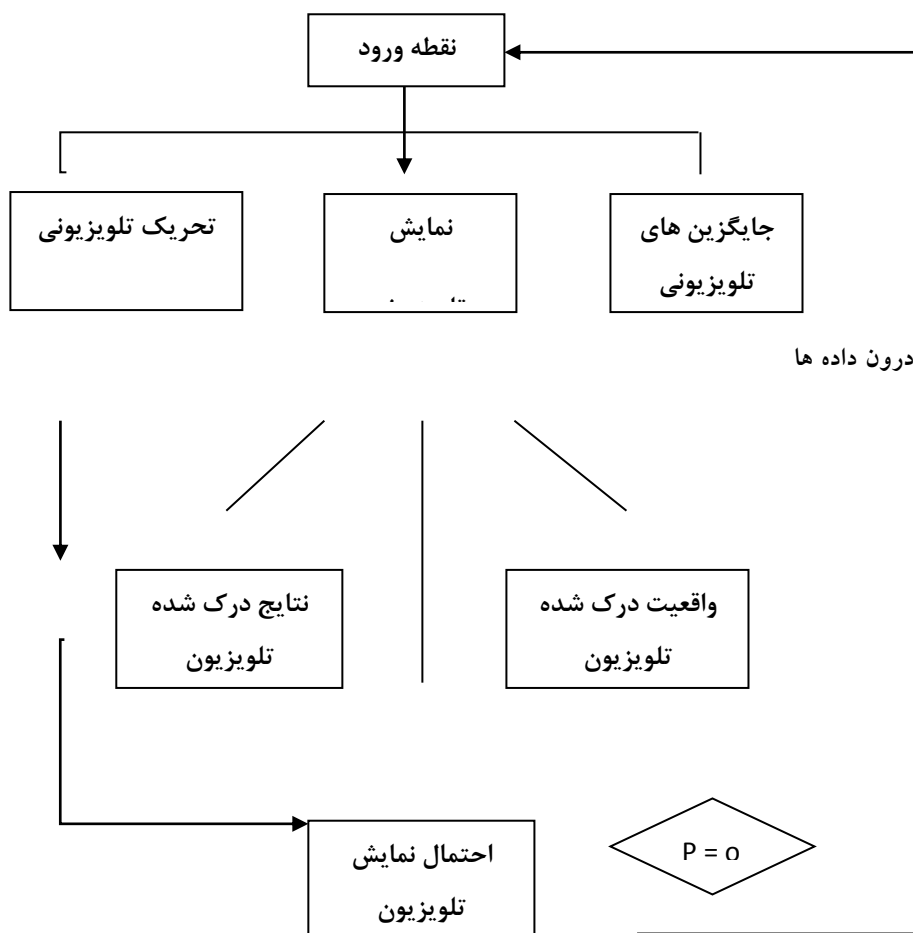 نقطه ورود
جایگزین های
تلویزیونی
نمایش
تحریک تلویزیونی
درون داده ها
واقعیت درک شده
تلویزیون
نتایج درک شده
تلویزیون
احتمال نمایش
تلویزیون
P = o